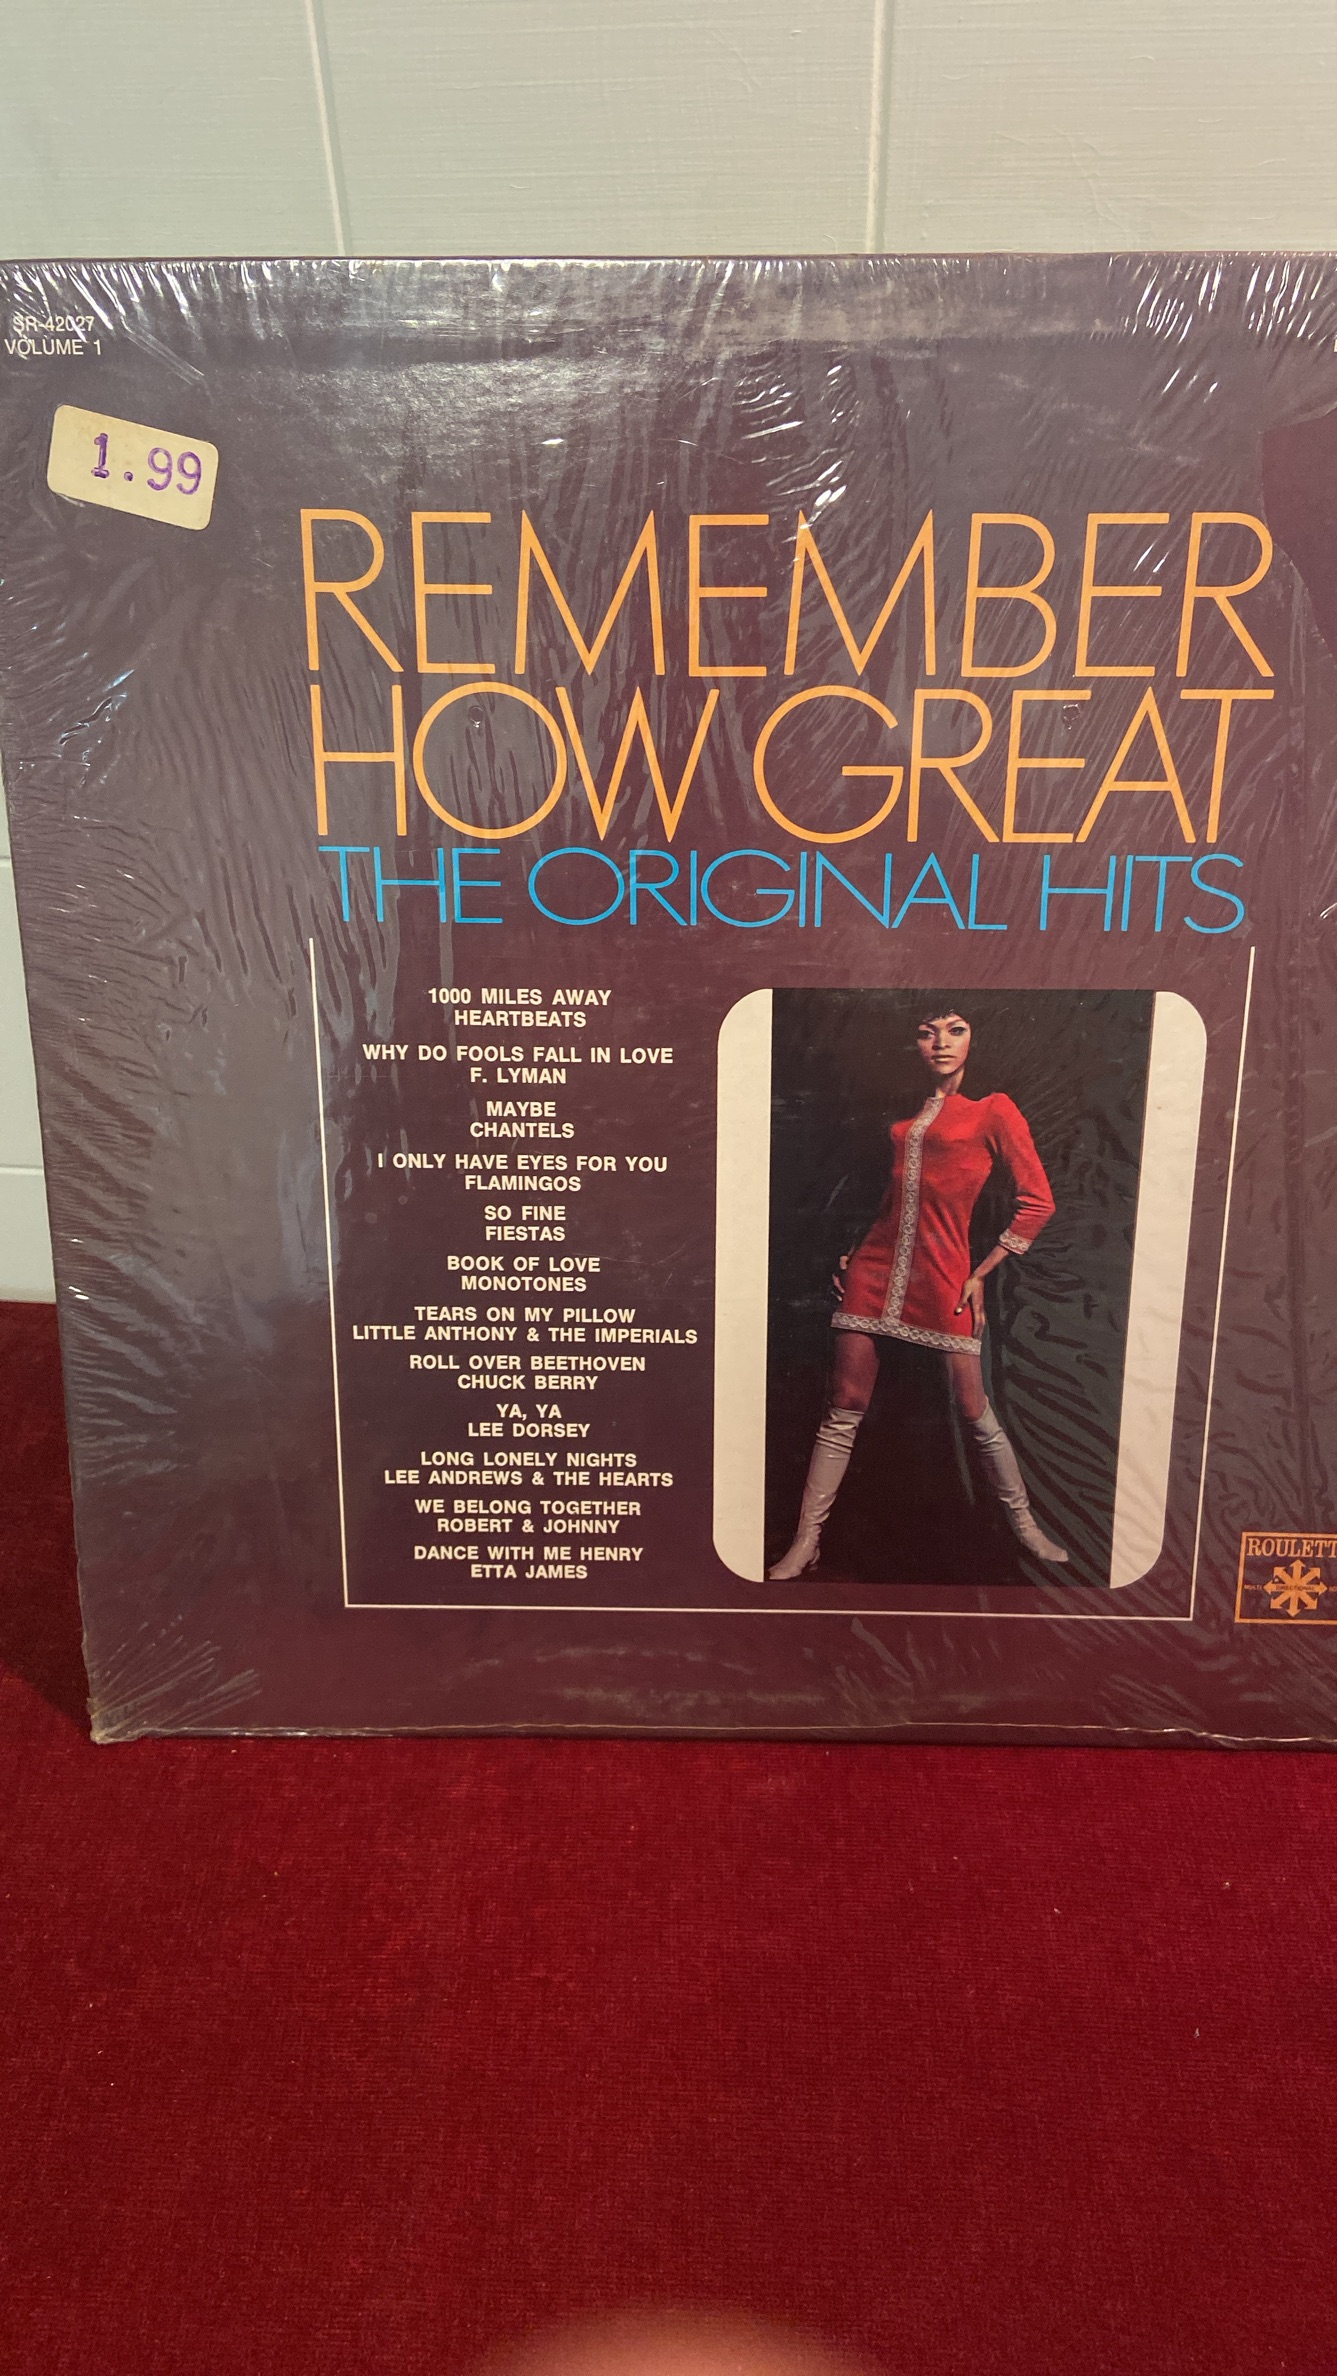 SR-42027
VOLUME 1
1.99
REMEMBER
HOW GREAT
THE ORIGINAL HITS
1000 MILES AWAY
HEARTBEATS
WHY DO FOOLS FALL IN LOVE
F. LYMAN
MAYBE
CHANTELS
I ONLY HAVE EYES FOR YOU
FLAMINGOS
SO FINE
FIESTAS
BOOK OF LOVE
MONOTONES
TEARS ON MY PILLOW
LITTLE ANTHONY & THE IMPERIALS
ROLL OVER BEETHOVEN
CHUCK BERRY
YA, YA
LEE DORSEY
LONG LONELY NIGHTS
LEE ANDREWS & THE HEARTS
WE BELONG TOGETHER
ROBERT & JOHNNY
DANCE WITH ME HENRY
ETTA JAMES
ROULETT